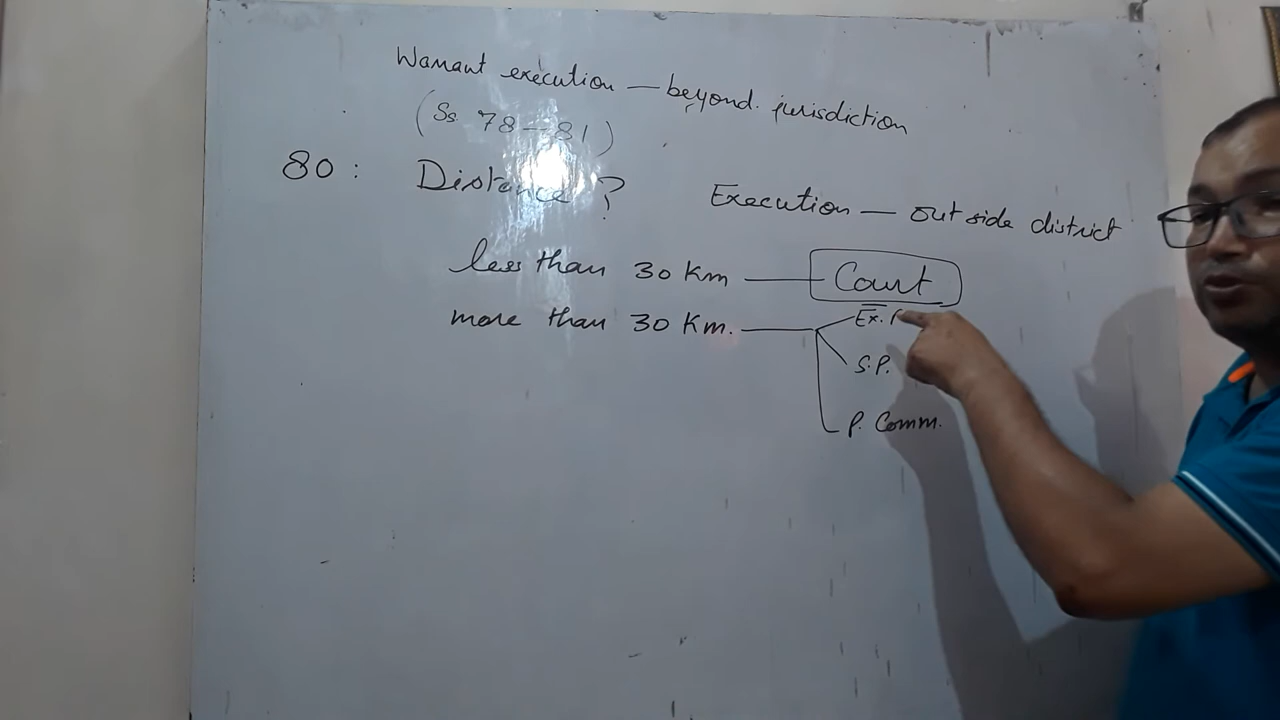 Warrant execution — beyond jurisdiction
(Ss 78–81)
80: Distance? Execution — outside district
less than 30 Km — Court
more than 30 Km. — Ex.
S.P.
P. Comm.